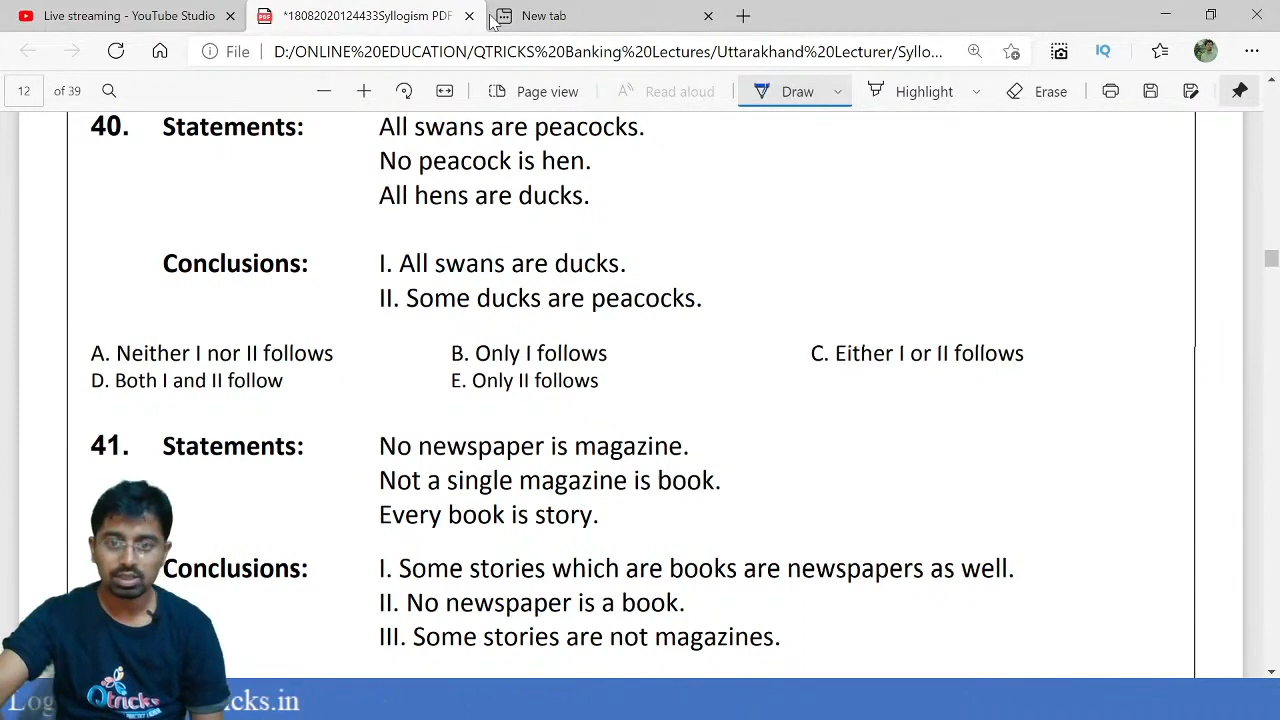 Live streaming - YouTube Studio
*18082020124433Syllogism PDF
New tab
File
D:/ONLINE%20EDUCATION/QTRICKS%20Banking%20Lectures/Uttarakhand%20Lecturer/Syllo...
IQ
12 of 39
Page view
Read aloud
Draw
Highlight
Erase
40. Statements: All swans are peacocks.
No peacock is hen.
All hens are ducks.
Conclusions: I. All swans are ducks.
II. Some ducks are peacocks.
A. Neither I nor II follows B. Only I follows C. Either I or II follows
D. Both I and II follow E. Only II follows
41. Statements: No newspaper is magazine.
Not a single magazine is book.
Every book is story.
Conclusions: I. Some stories which are books are newspapers as well.
II. No newspaper is a book.
III. Some stories are not magazines.
Qtricks
cks.in